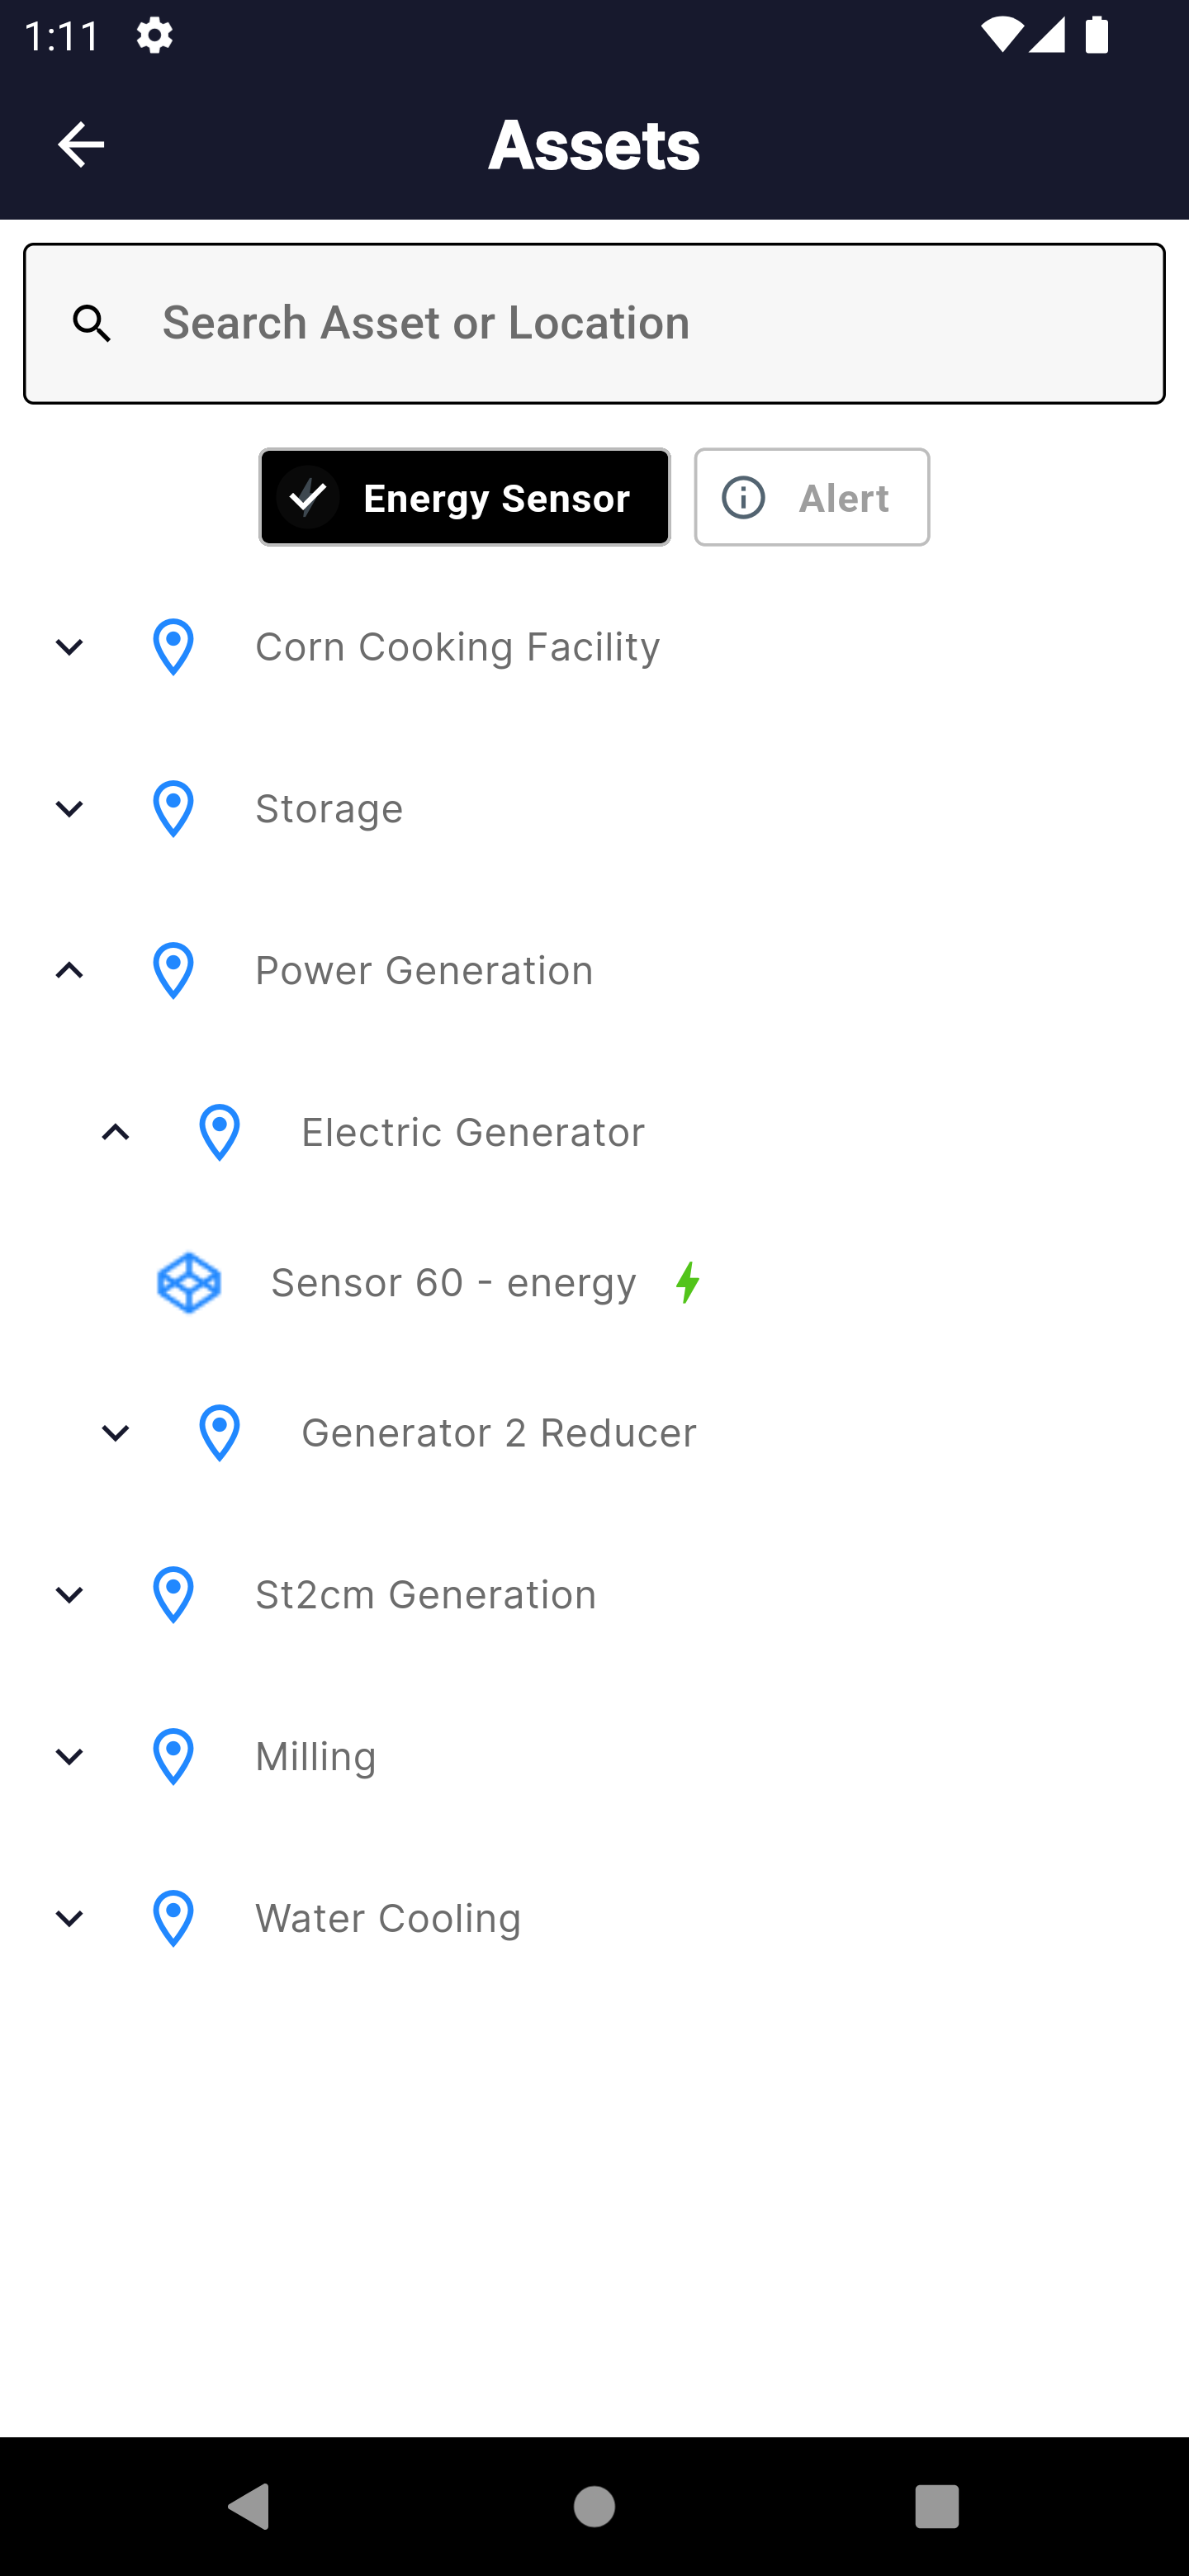 1:11
Assets
Search Asset or Location
Energy Sensor
Alert
Corn Cooking Facility
Storage
Power Generation
Electric Generator
Sensor 60 - energy
Generator 2 Reducer
St2cm Generation
Milling
Water Cooling